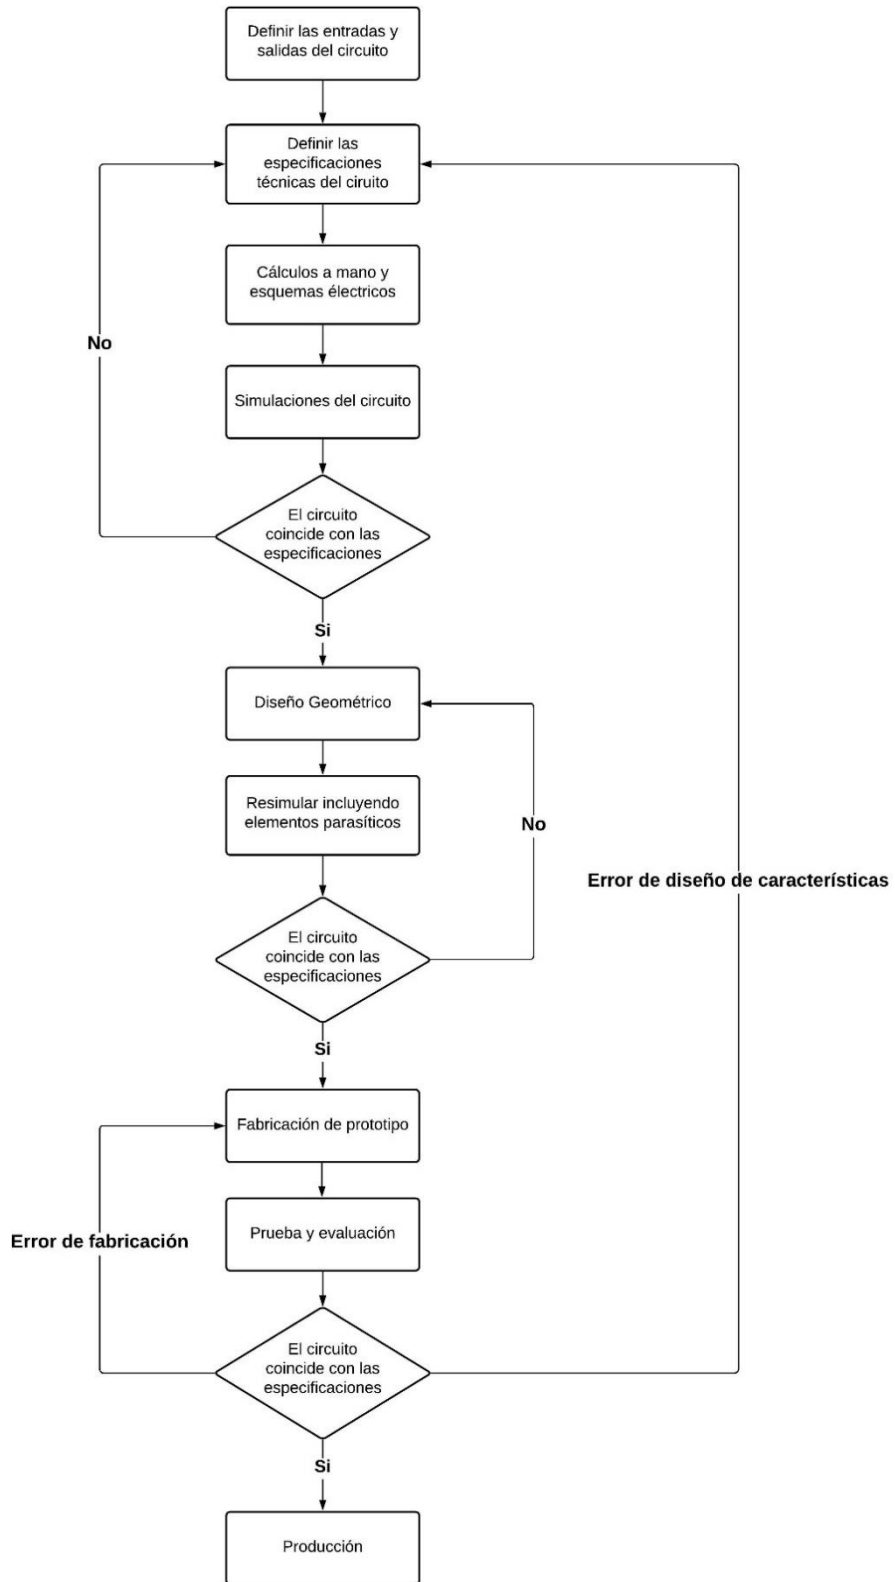 Definir las entradas y
salidas del circuito
Definir las
especificaciones
técnicas del ciruito
Cálculos a mano y
esquemas électricos
No
Simulaciones del circuito
El circuito
coincide con las
especificaciones
Si
Diseño Geométrico
Resimular incluyendo
elementos parasíticos
No
Error de diseño de características
El circuito
coincide con las
especificaciones
Si
Fabricación de prototipo
Prueba y evaluación
Error de fabricación
El circuito
coincide con las
especificaciones
Si
Producción